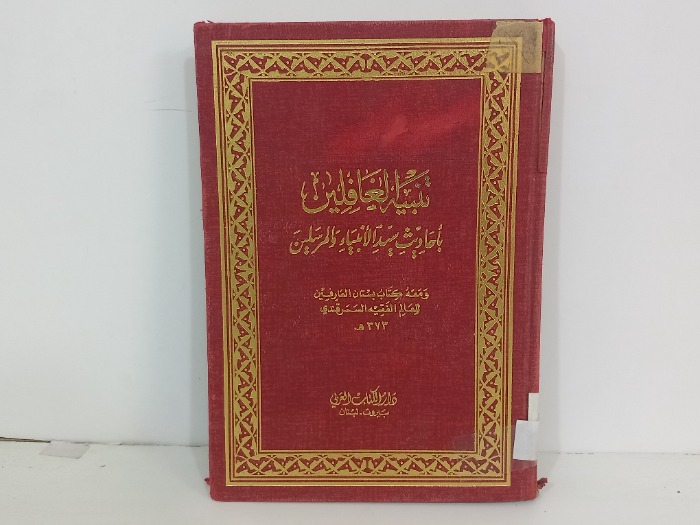 تنبيه الغافلين
بأحاديث سيد الأنبياء والمرسلين
ومعه كتاب بستان العارفين
للعالم الفقيه السمرقندي
٣٧٣ هـ
دار الكتاب العربي
بيروت - لبنان